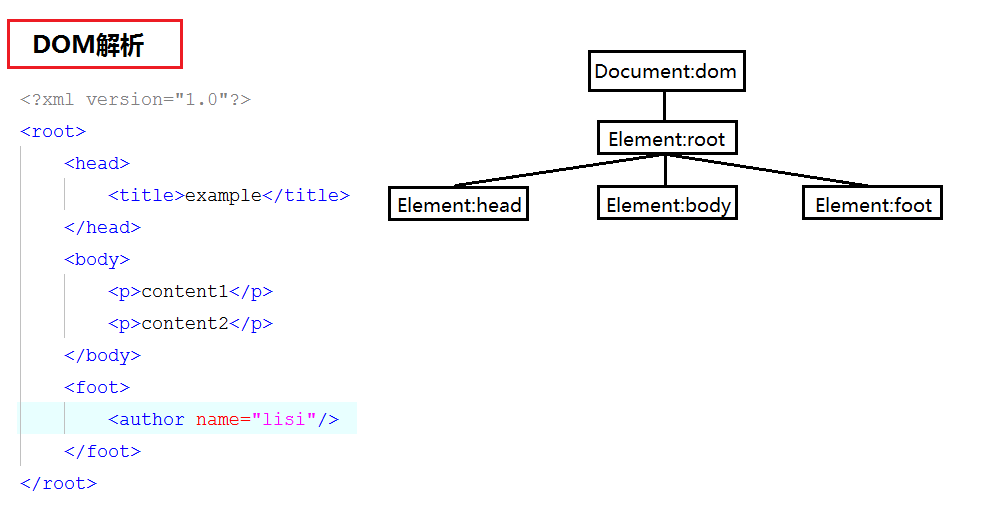 DOM解析
<?xml version="1.0"?>
<root>
<head>
<title>example</title>
</head>
<body>
<p>content1</p>
<p>content2</p>
</body>
<foot>
<author name="lisi"/>
</foot>
</root>
Document:dom
Element:root
Element:head
Element:body
Element:foot